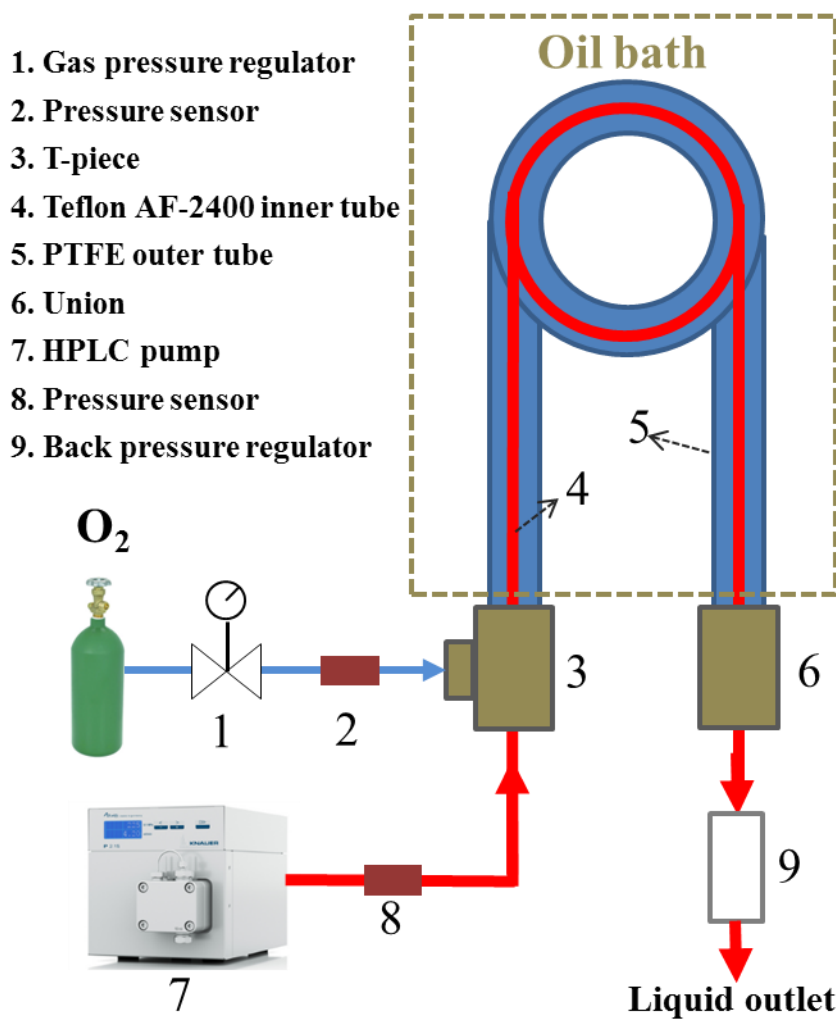 Oil bath
1. Gas pressure regulator
2. Pressure sensor
3. T-piece
4. Teflon AF-2400 inner tube
5. PTFE outer tube
6. Union
7. HPLC pump
8. Pressure sensor
9. Back pressure regulator
5
4
O2
3
6
1
2
KNAUER
9
8
7
Liquid outlet